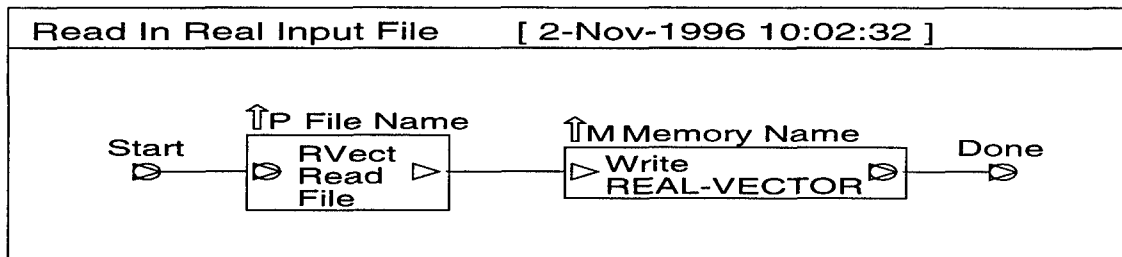 Read In Real Input File [ 2-Nov-1996 10:02:32 ]
⇑P File Name
⇑M Memory Name
Start
RVect
Read
File
Write
REAL-VECTOR
Done